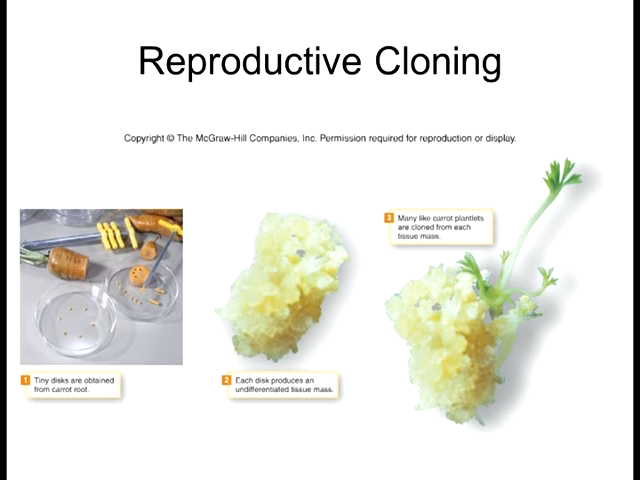 Reproductive Cloning
Copyright © The McGraw-Hill Companies, Inc. Permission required for reproduction or display.
1 Tiny disks are obtained
from carrot root.
2 Each disk produces an
undifferentiated tissue mass.
3 Many like carrot plantlets
are cloned from each
tissue mass.